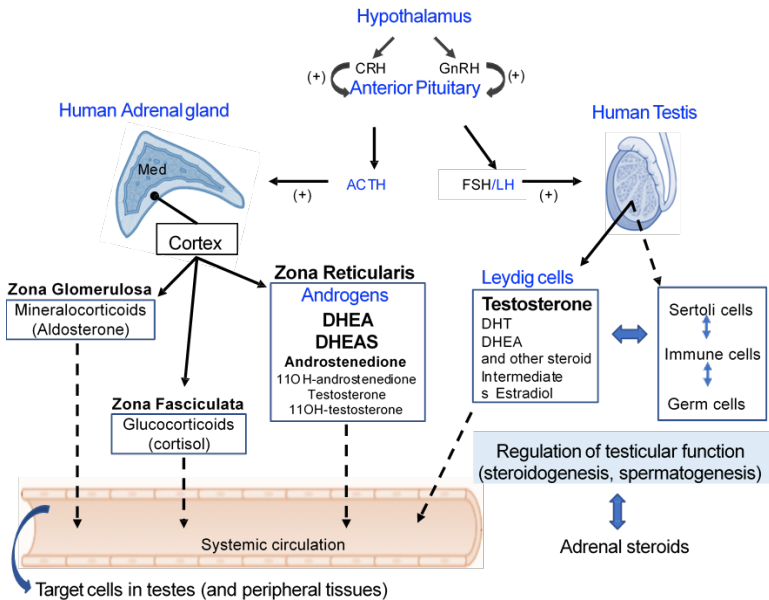 Hypothalamus
(+)
CRH
GnRH
(+)
Anterior Pituitary
Human Adrenal gland
Human Testis
Med
(+)
ACTH
FSH/LH
(+)
Cortex
Zona Glomerulosa
Mineralocorticoids
(Aldosterone)
Zona Reticularis
Androgens
DHEA
DHEAS
Androstenedione
11OH-androstenedione
Testosterone
11OH-testosterone
Zona Fasciculata
Glucocorticoids
(cortisol)
Leydig cells
Testosterone
DHT
DHEA
and other steroid
Intermediate
s Estradiol
Sertoli cells
Immune cells
Germ cells
Regulation of testicular function
(steroidogenesis, spermatogenesis)
Adrenal steroids
Systemic circulation
Target cells in testes (and peripheral tissues)